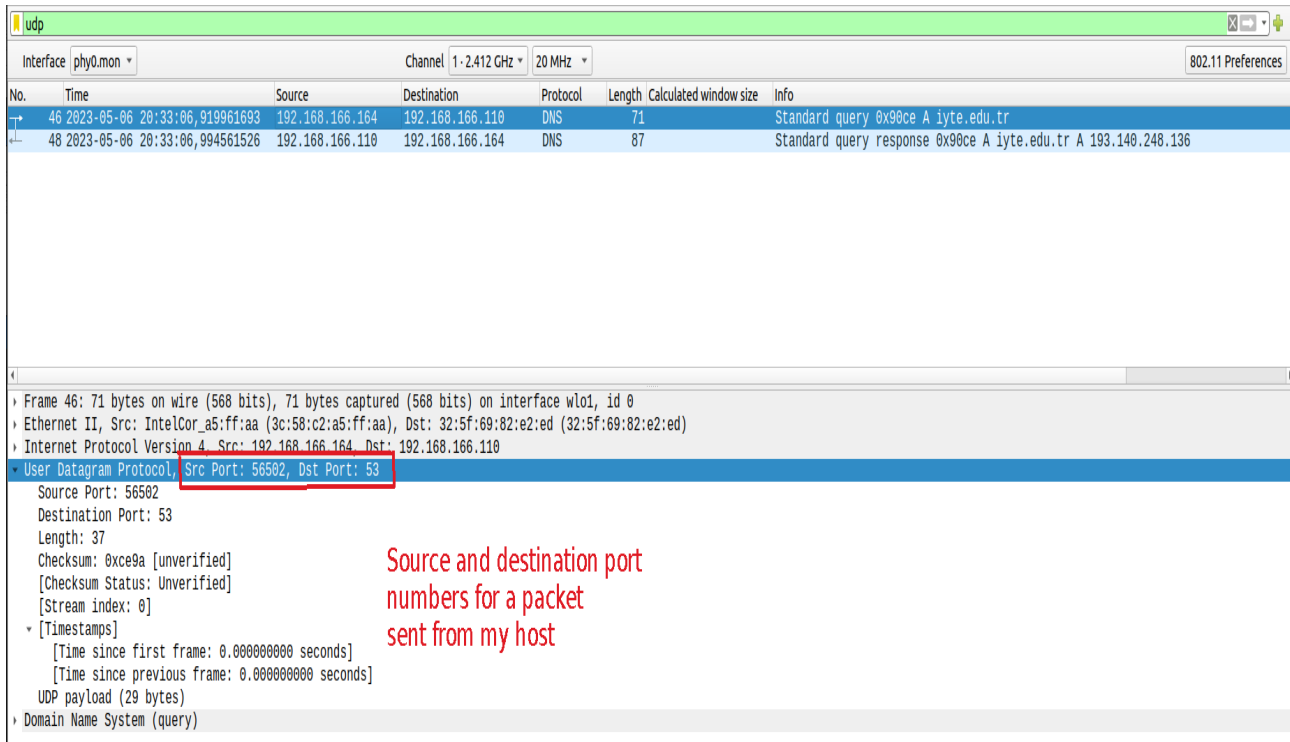 udp
Interface phy0.mon Channel 1 · 2.412 GHz 20 MHz 802.11 Preferences
No. Time Source Destination Protocol Length Calculated window size Info
46 2023-05-06 20:33:06,919961693 192.168.166.164 192.168.166.110 DNS 71 Standard query 0x90ce A iyte.edu.tr
48 2023-05-06 20:33:06,994561526 192.168.166.110 192.168.166.164 DNS 87 Standard query response 0x90ce A iyte.edu.tr A 193.140.248.136
Frame 46: 71 bytes on wire (568 bits), 71 bytes captured (568 bits) on interface wlo1, id 0
Ethernet II, Src: IntelCor_a5:ff:aa (3c:58:c2:a5:ff:aa), Dst: 32:5f:69:82:e2:ed (32:5f:69:82:e2:ed)
Internet Protocol Version 4, Src: 192.168.166.164, Dst: 192.168.166.110
User Datagram Protocol, Src Port: 56502, Dst Port: 53
Source Port: 56502
Destination Port: 53
Length: 37
Checksum: 0xce9a [unverified]
[Checksum Status: Unverified]
[Stream index: 0]
[Timestamps]
[Time since first frame: 0.000000000 seconds]
[Time since previous frame: 0.000000000 seconds]
UDP payload (29 bytes)
Domain Name System (query)
Source and destination port
numbers for a packet
sent from my host